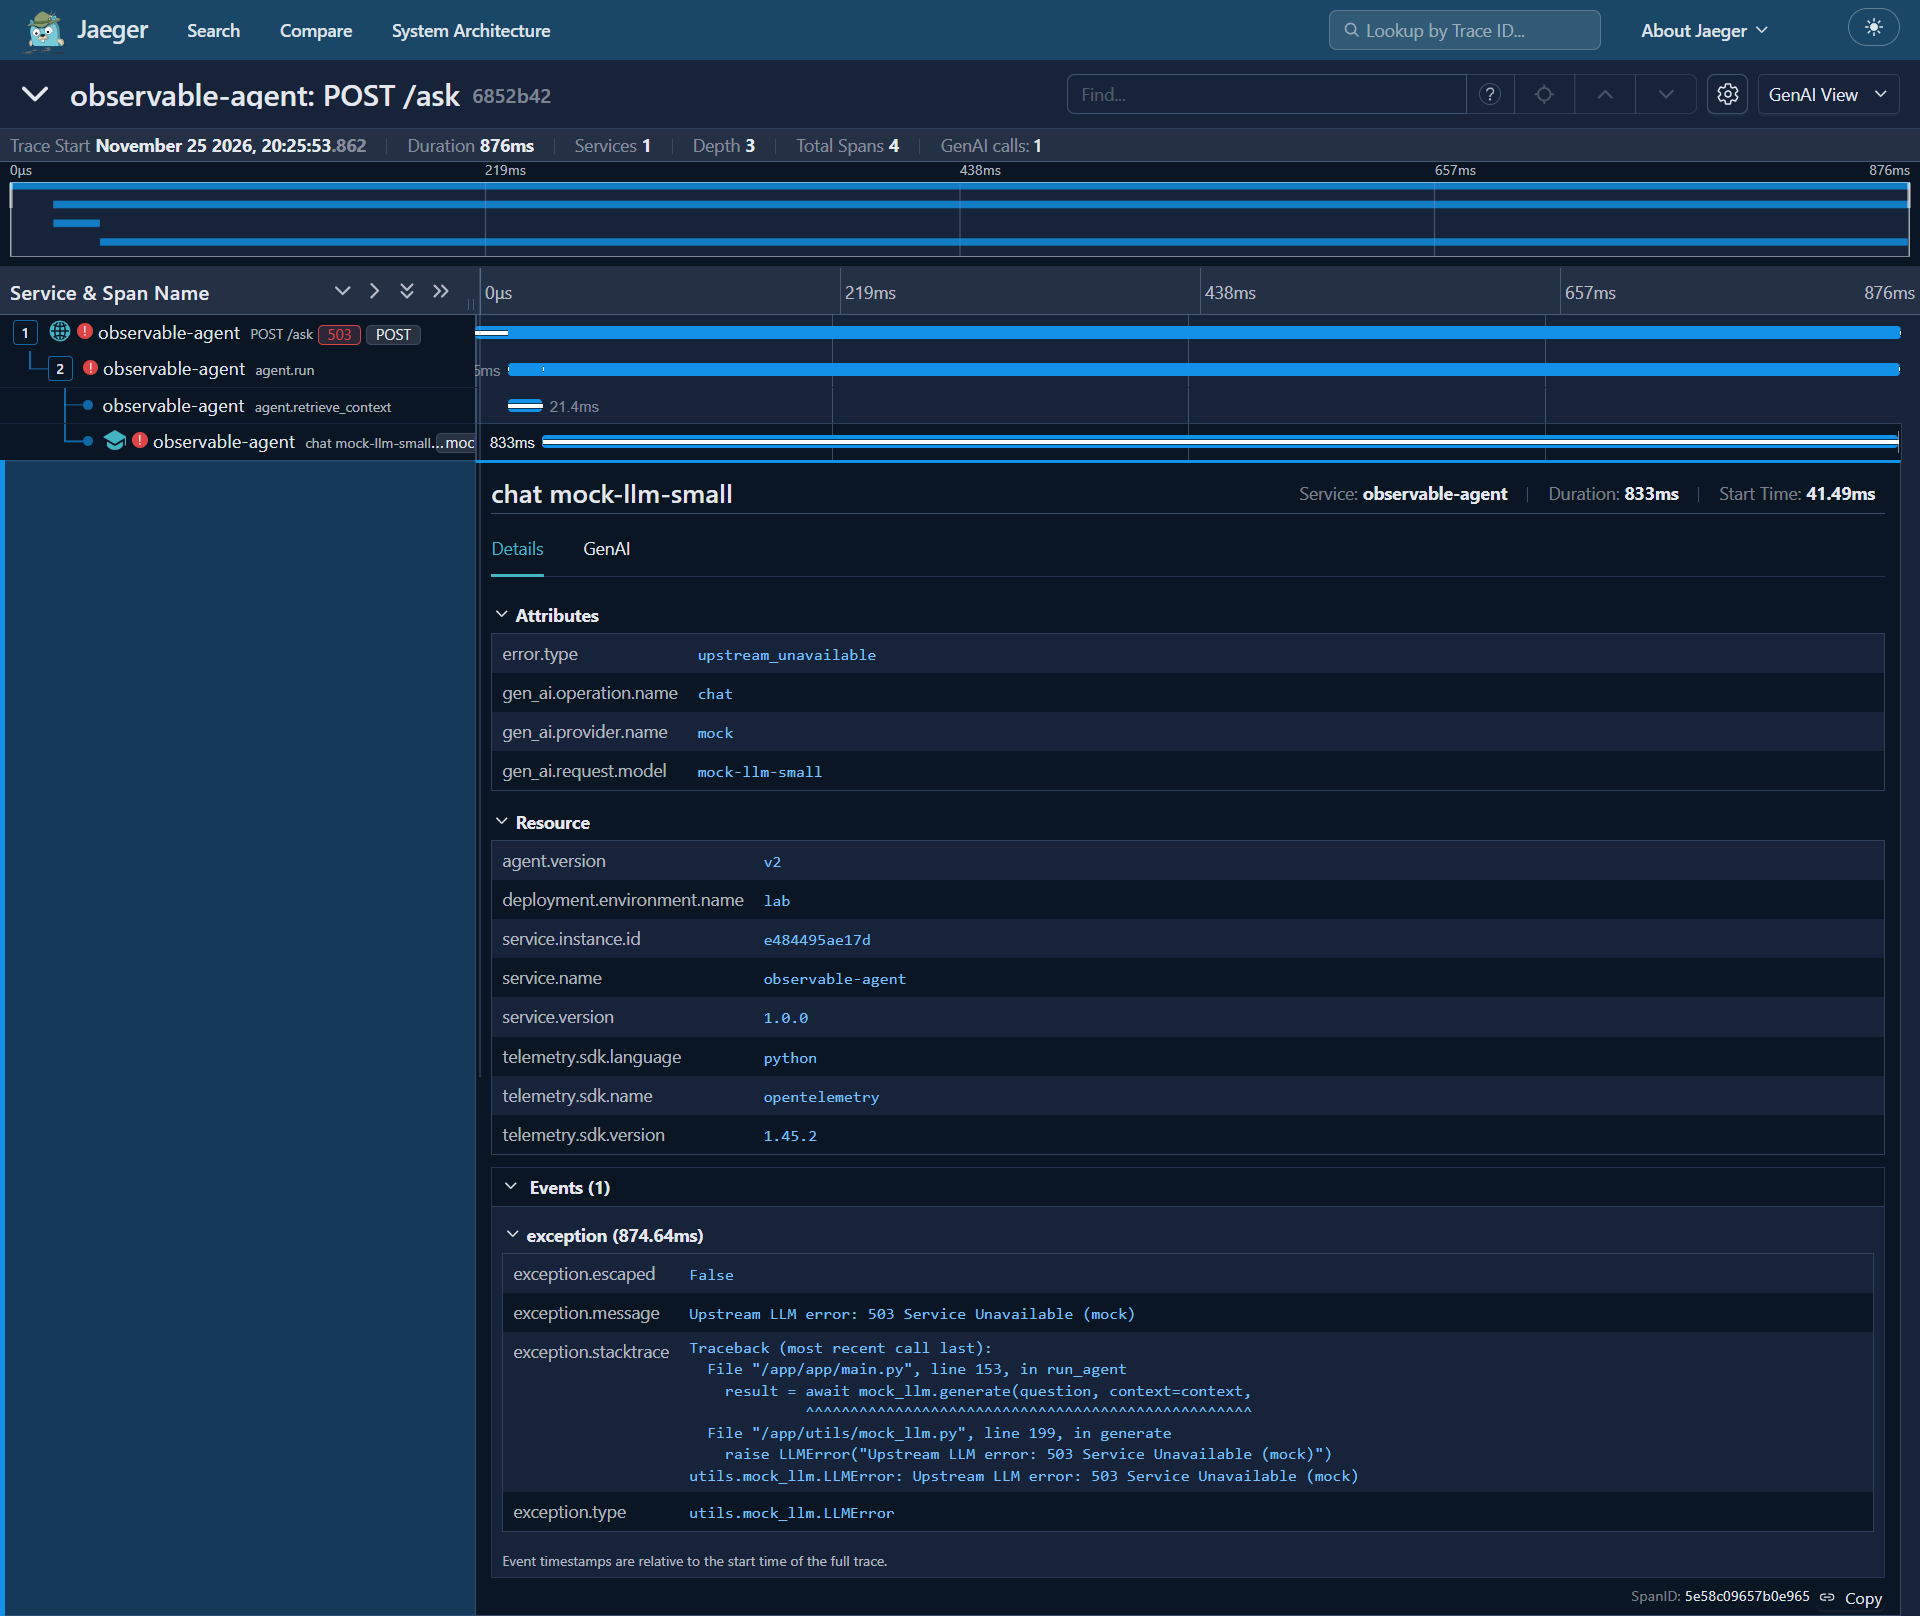 Jaeger
Search
Compare
System Architecture
Lookup by Trace ID...
About Jaeger
observable-agent: POST /ask 6852b42
Find...
GenAI View
Trace Start November 25 2026, 20:25:53.862
Duration 876ms
Services 1
Depth 3
Total Spans 4
GenAI calls: 1
0µs 219ms 438ms 657ms 876ms
Service & Span Name
0µs 219ms 438ms 657ms 876ms
1 observable-agent POST /ask 503 POST
2 observable-agent agent.run
5ms
observable-agent agent.retrieve_context
21.4ms
observable-agent chat mock-llm-small... moc
833ms
chat mock-llm-small
Service: observable-agent
Duration: 833ms
Start Time: 41.49ms
Details
GenAI
Attributes
error.type upstream_unavailable
gen_ai.operation.name chat
gen_ai.provider.name mock
gen_ai.request.model mock-llm-small
Resource
agent.version v2
deployment.environment.name lab
service.instance.id e484495ae17d
service.name observable-agent
service.version 1.0.0
telemetry.sdk.language python
telemetry.sdk.name opentelemetry
telemetry.sdk.version 1.45.2
Events (1)
exception (874.64ms)
exception.escaped False
exception.message Upstream LLM error: 503 Service Unavailable (mock)
exception.stacktrace Traceback (most recent call last):
File "/app/app/main.py", line 153, in run_agent
result = await mock_llm.generate(question, context=context,
^^^^^^^^^^^^^^^^^^^^^^^^^^^^^^^^^^^^^^^^^^^^^^^^^^
File "/app/utils/mock_llm.py", line 199, in generate
raise LLMError("Upstream LLM error: 503 Service Unavailable (mock)")
utils.mock_llm.LLMError: Upstream LLM error: 503 Service Unavailable (mock)
exception.type utils.mock_llm.LLMError
Event timestamps are relative to the start time of the full trace.
SpanID: 5e58c09657b0e965 Copy